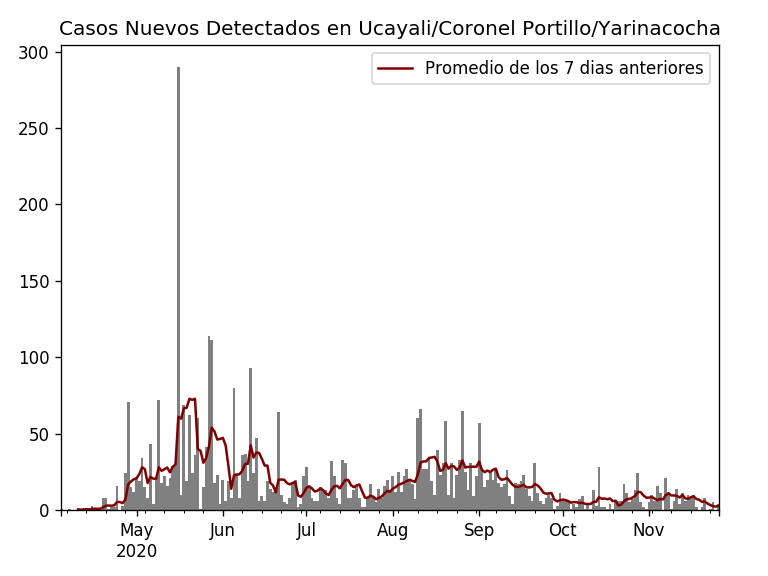 Casos Nuevos Detectados en Ucayali/Coronel Portillo/Yarinacocha
Promedio de los 7 dias anteriores
300
250
200
150
100
50
0
May Jun Jul Aug Sep Oct Nov
2020